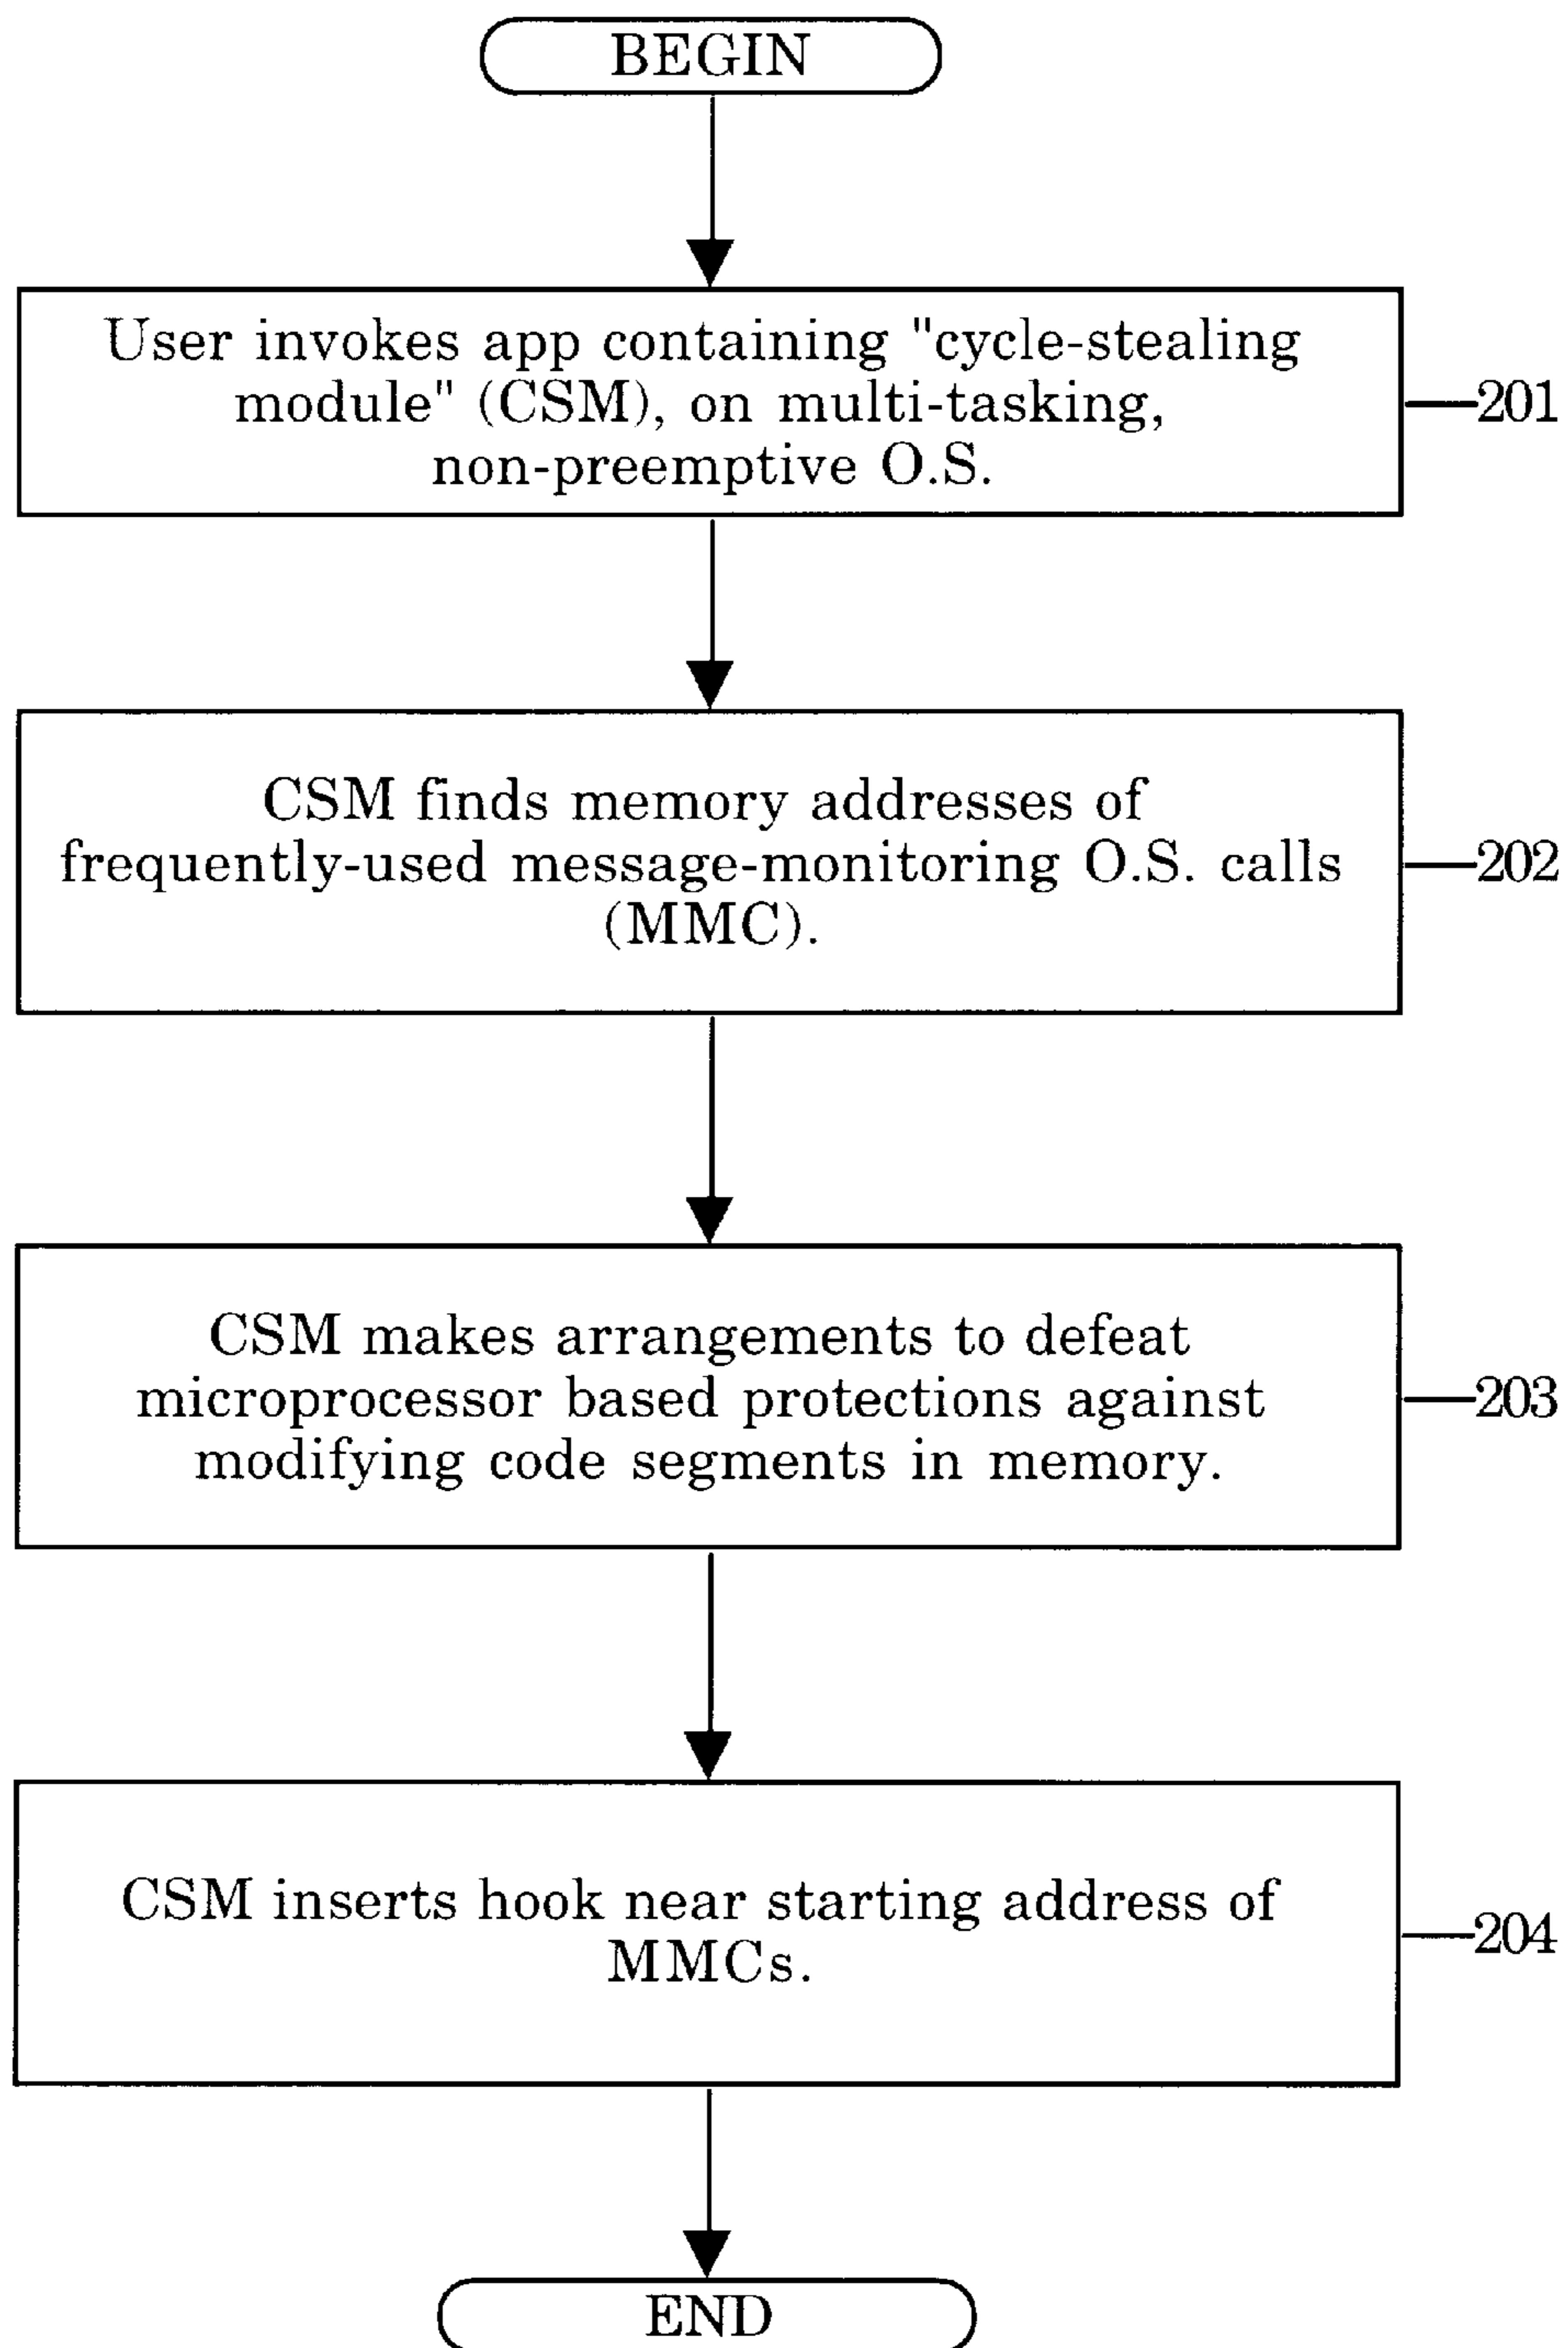 BEGIN
User invokes app containing "cycle-stealing
module" (CSM), on multi-tasking,
non-preemptive O.S.
201
CSM finds memory addresses of
frequently-used message-monitoring O.S. calls
(MMC).
202
CSM makes arrangements to defeat
microprocessor based protections against
modifying code segments in memory.
203
CSM inserts hook near starting address of
MMCs.
204
END